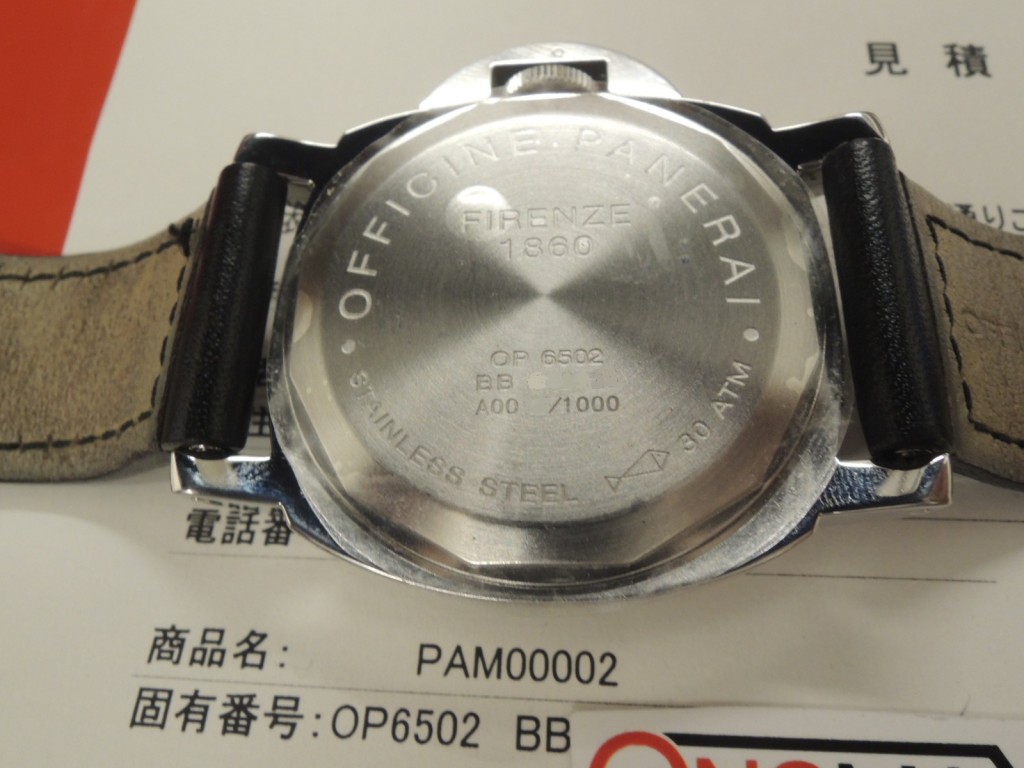 見積
OFFICINE PANERAI
FIRENZE
1860
OP 6502
BB
A00 /1000
STAINLESS STEEL
30 ATM
電話番
商品名: PAM00002
固有番号:OP6502 BB